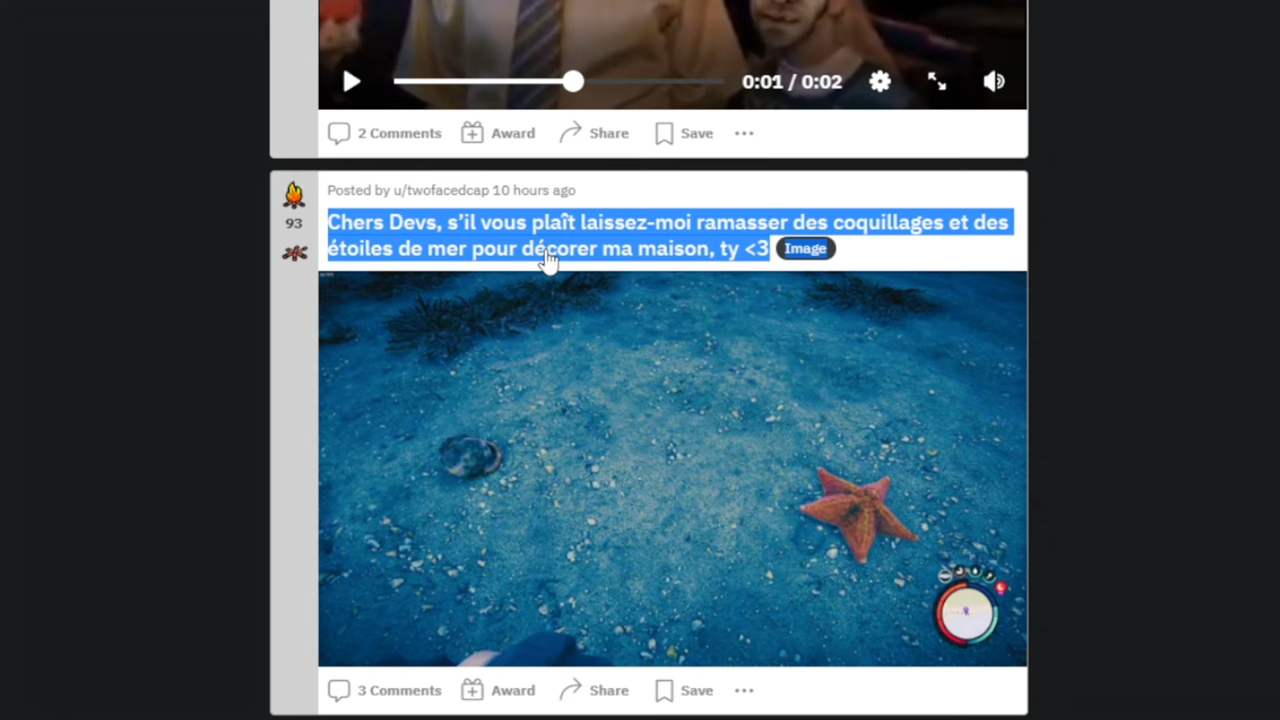 0:01 / 0:02
2 Comments Award Share Save
Posted by u/twofacedcap 10 hours ago
93
Chers Devs, s’il vous plaît laissez-moi ramasser des coquillages et des
étoiles de mer pour décorer ma maison, ty <3 Image
3 Comments Award Share Save